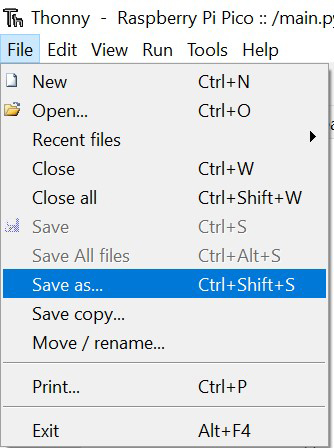 Thonny - Raspberry Pi Pico :: /main.py
File Edit View Run Tools Help
New Ctrl+N
Open... Ctrl+O
Recent files
Close Ctrl+W
Close all Ctrl+Shift+W
Save Ctrl+S
Save All files Ctrl+Alt+S
Save as... Ctrl+Shift+S
Save copy...
Move / rename...
Print... Ctrl+P
Exit Alt+F4